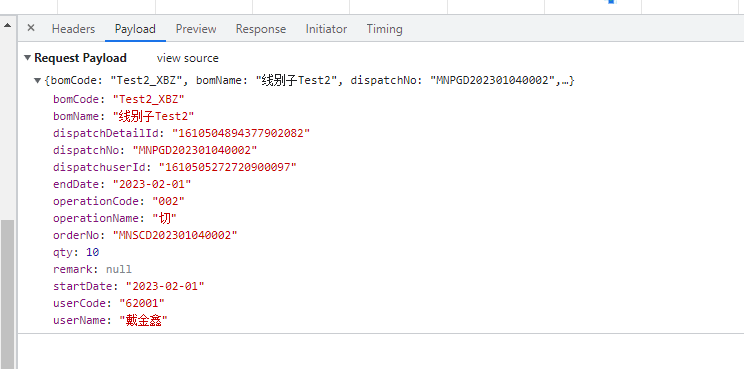 Headers Payload Preview Response Initiator Timing
Request Payload view source
{bomCode: "Test2_XBZ", bomName: "线别子Test2", dispatchNo: "MNPGD202301040002",…}
bomCode: "Test2_XBZ"
bomName: "线别子Test2"
dispatchDetailId: "1610504894377902082"
dispatchNo: "MNPGD202301040002"
dispatchuserId: "1610505272720900097"
endDate: "2023-02-01"
operationCode: "002"
operationName: "切"
orderNo: "MNSCD202301040002"
qty: 10
remark: null
startDate: "2023-02-01"
userCode: "62001"
userName: "戴金鑫"